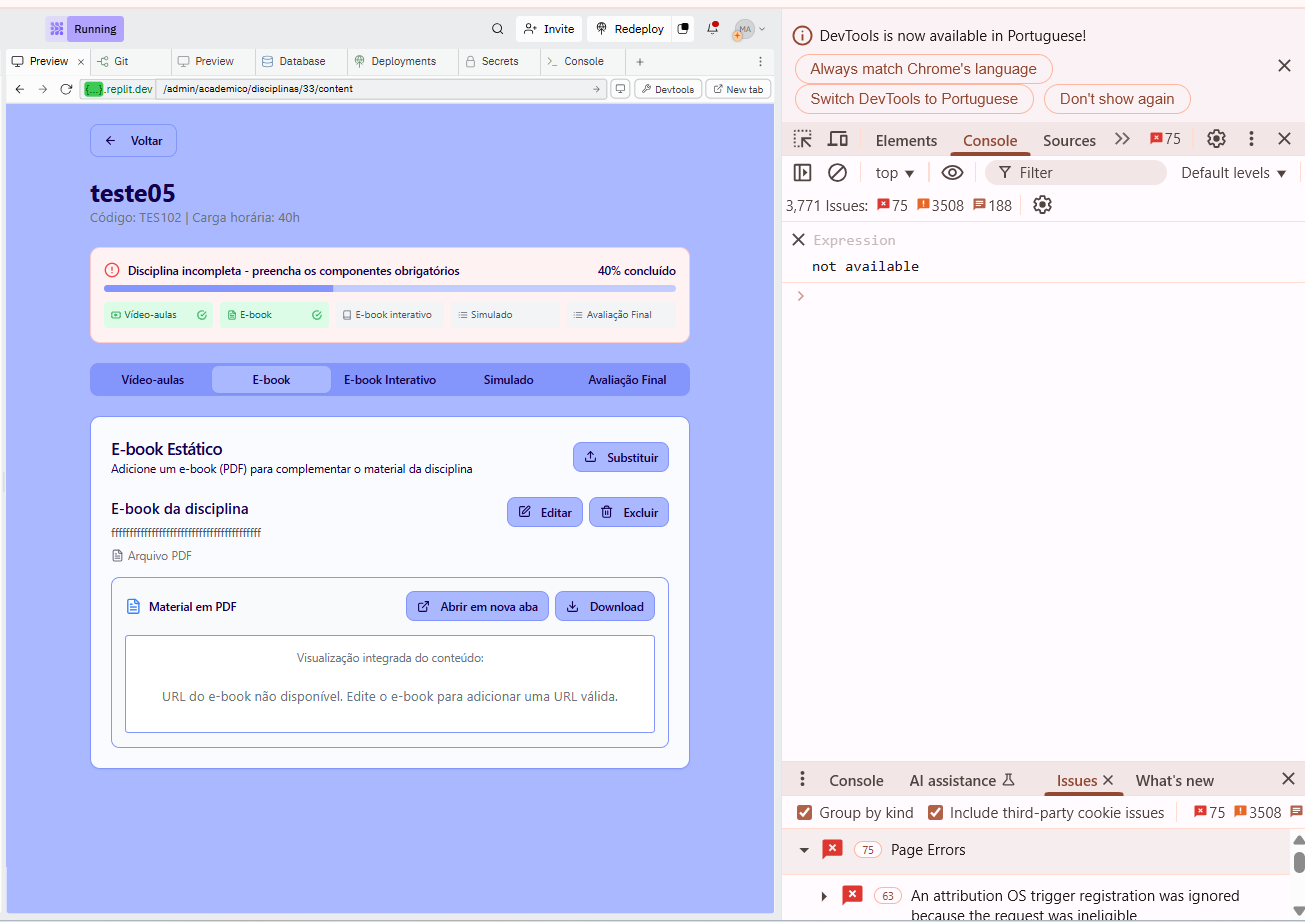 Running
Invite
Redeploy
MA
Preview
Git
Preview
Database
Deployments
Secrets
Console
{...}.replit.dev
/admin/academico/disciplinas/33/content
Devtools
New tab
Voltar
teste05
Código: TES102 | Carga horária: 40h
Disciplina incompleta - preencha os componentes obrigatórios
40% concluído
Vídeo-aulas
E-book
E-book interativo
Simulado
Avaliação Final
Vídeo-aulas
E-book
E-book Interativo
Simulado
Avaliação Final
E-book Estático
Adicione um e-book (PDF) para complementar o material da disciplina
Substituir
E-book da disciplina
Editar
Excluir
Arquivo PDF
Material em PDF
Abrir em nova aba
Download
Visualização integrada do conteúdo:
URL do e-book não disponível. Edite o e-book para adicionar uma URL válida.
DevTools is now available in Portuguese!
Always match Chrome's language
Switch DevTools to Portuguese
Don't show again
Elements
Console
Sources
75
top
Filter
Default levels
3,771 Issues:
75
3508
188
Expression
not available
Console
AI assistance
Issues
What's new
Group by kind
Include third-party cookie issues
75
3508
75
Page Errors
63
An attribution OS trigger registration was ignored
because the request was ineligible